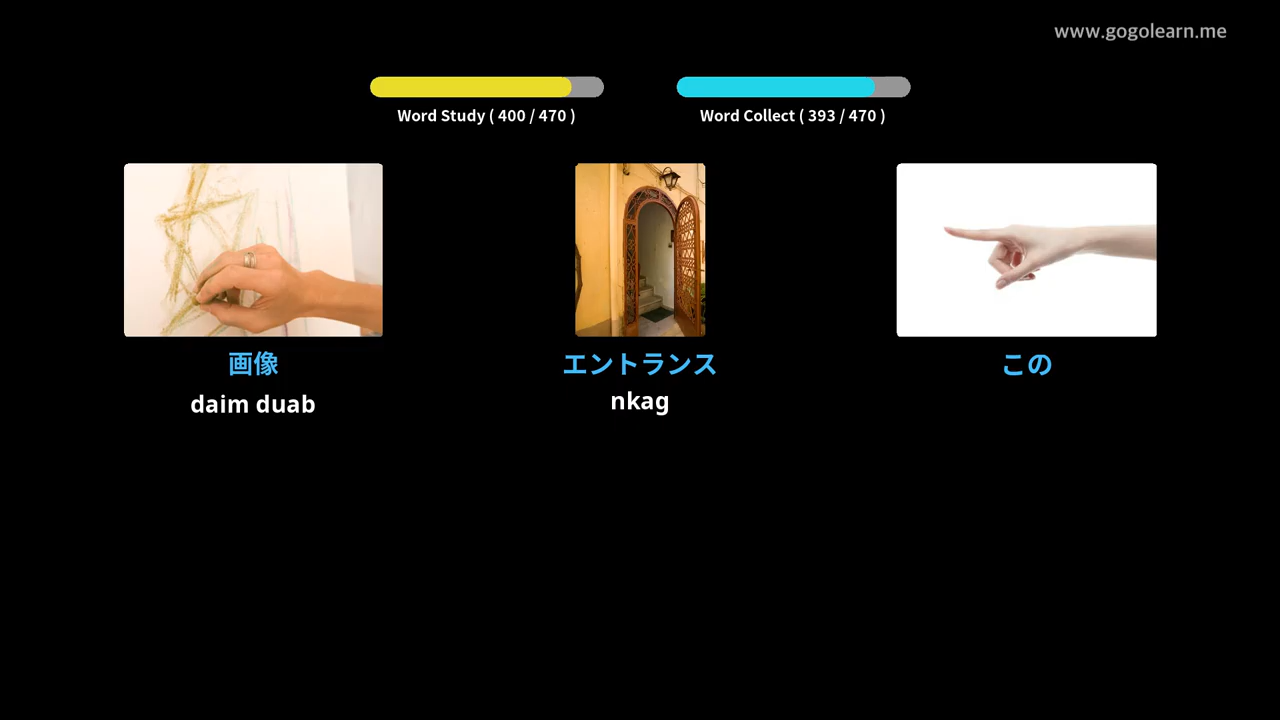 www.gogolearn.me
Word Study ( 400 / 470 )
Word Collect ( 393 / 470 )
画像
エントランス
この
daim duab
nkag